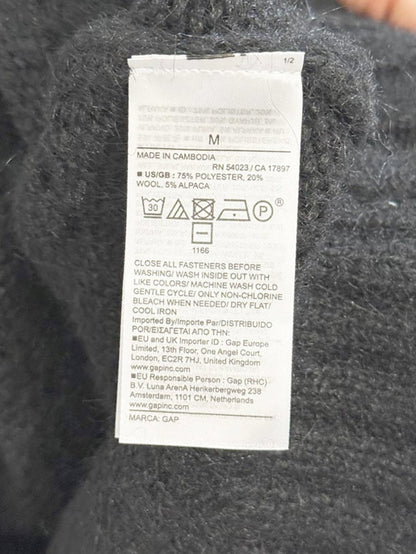 1/2
M
MADE IN CAMBODIA
RN 54023 / CA 17897
■ US/GB : 75% POLYESTER, 20%
WOOL, 5% ALPACA
30 P ®
1166
CLOSE ALL FASTENERS BEFORE
WASHING/ WASH INSIDE OUT WITH
LIKE COLORS/ MACHINE WASH COLD
GENTLE CYCLE/ ONLY NON-CHLORINE
BLEACH WHEN NEEDED/ DRY FLAT/
COOL IRON
Imported By/Importe Par/DISTRIBUIDO
POR/ΕΙΣΑΓΕΤΑΙ ΑΠΟ ΤΗΝ:
■EU and UK Importer ID : Gap Europe
Limited, 13th Floor, One Angel Court,
London, EC2R 7HJ, United Kingdom
www.gapinc.com
■EU Responsible Person : Gap (RHC)
B.V. Luna ArenA Herikerbergweg 238
Amsterdam, 1101 CM, Netherlands
www.gapinc.com
MARCA: GAP